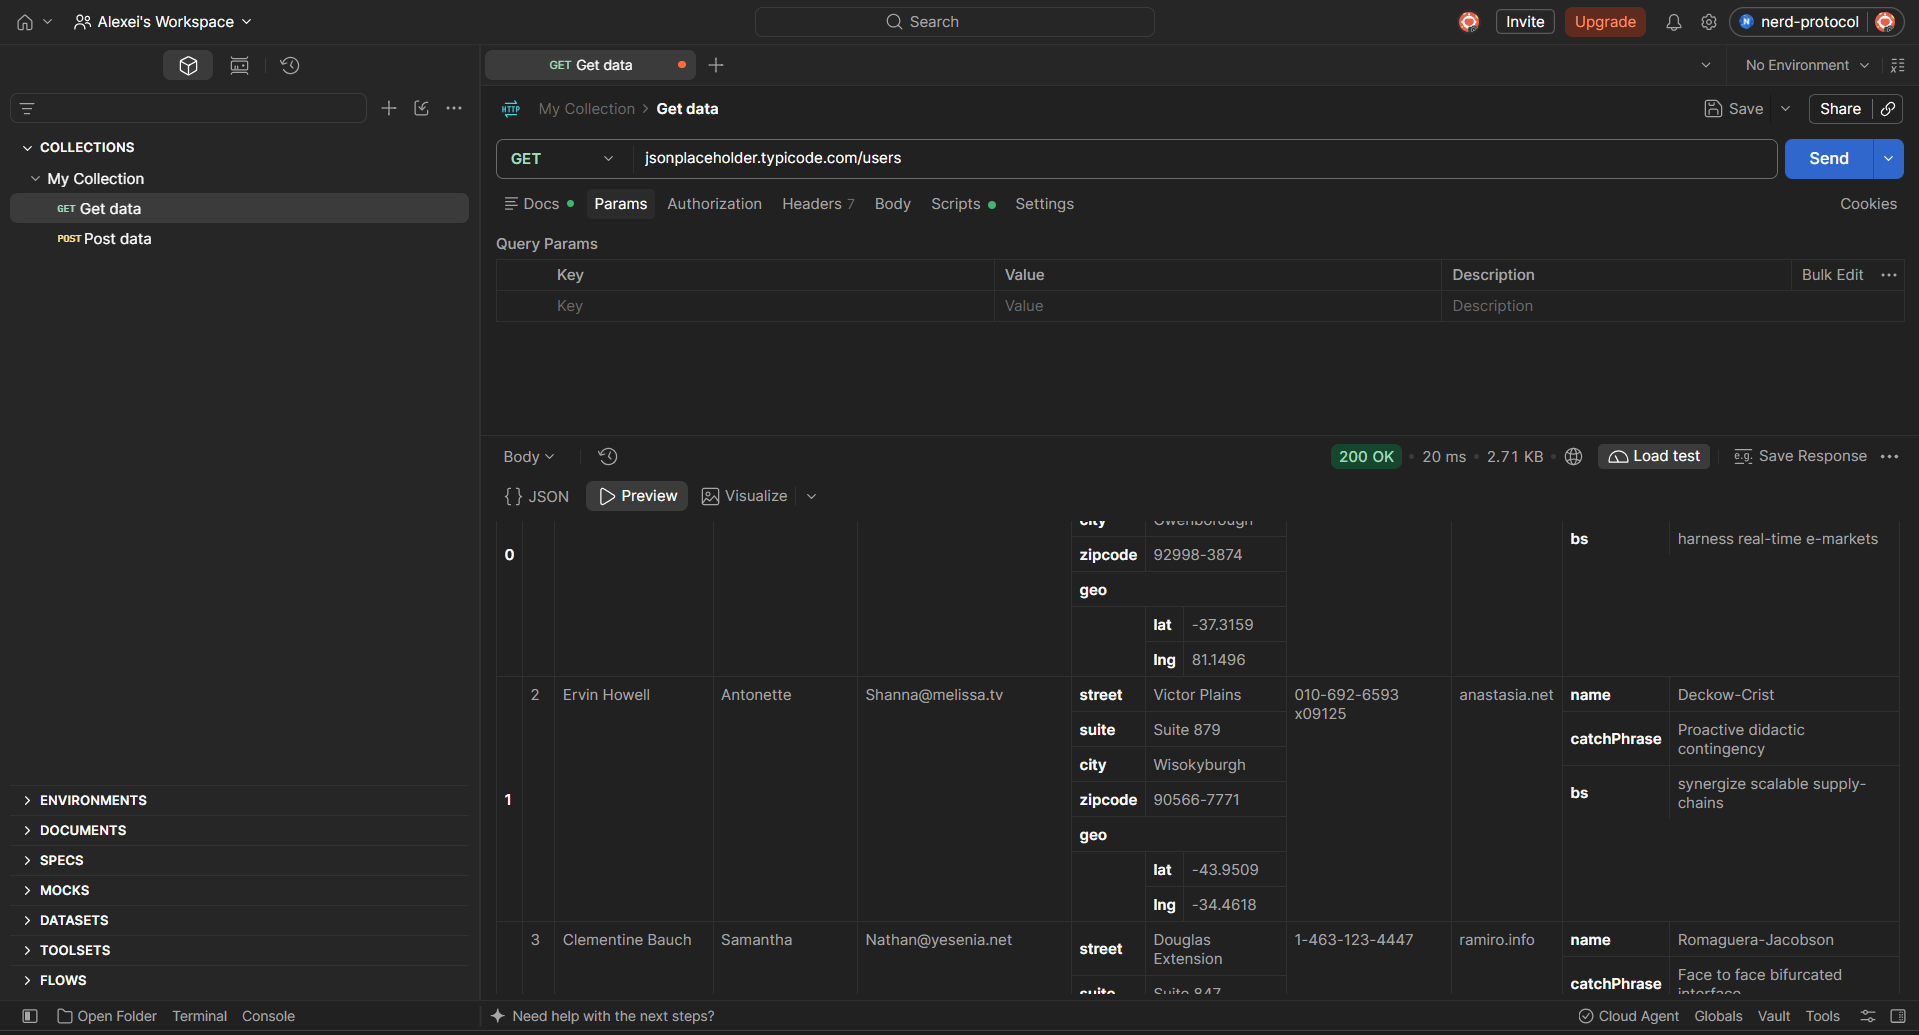 Alexei's Workspace
Search
Invite
Upgrade
nerd-protocol
GET Get data
No Environment
HTTP My Collection > Get data
Save
Share
GET
jsonplaceholder.typicode.com/users
Send
Docs
Params
Authorization
Headers 7
Body
Scripts
Settings
Cookies
Query Params
Key Value Description Bulk Edit
Key Value Description
COLLECTIONS
My Collection
GET Get data
POST Post data
ENVIRONMENTS
DOCUMENTS
SPECS
MOCKS
DATASETS
TOOLSETS
FLOWS
Body
200 OK
20 ms
2.71 KB
Load test
e.g. Save Response
{} JSON
Preview
Visualize
0
city Owenborough
zipcode 92998-3874
geo
lat -37.3159
lng 81.1496
bs harness real-time e-markets
1
2 Ervin Howell Antonette Shanna@melissa.tv
street Victor Plains
suite Suite 879
city Wisokyburgh
zipcode 90566-7771
geo
lat -43.9509
lng -34.4618
010-692-6593
x09125
anastasia.net
name Deckow-Crist
catchPhrase Proactive didactic
contingency
bs synergize scalable supply-
chains
3 Clementine Bauch Samantha Nathan@yesenia.net
street Douglas
Extension
suite Suite 847
1-463-123-4447
ramiro.info
name Romaguera-Jacobson
catchPhrase Face to face bifurcated
interface
Open Folder
Terminal
Console
Need help with the next steps?
Cloud Agent
Globals
Vault
Tools